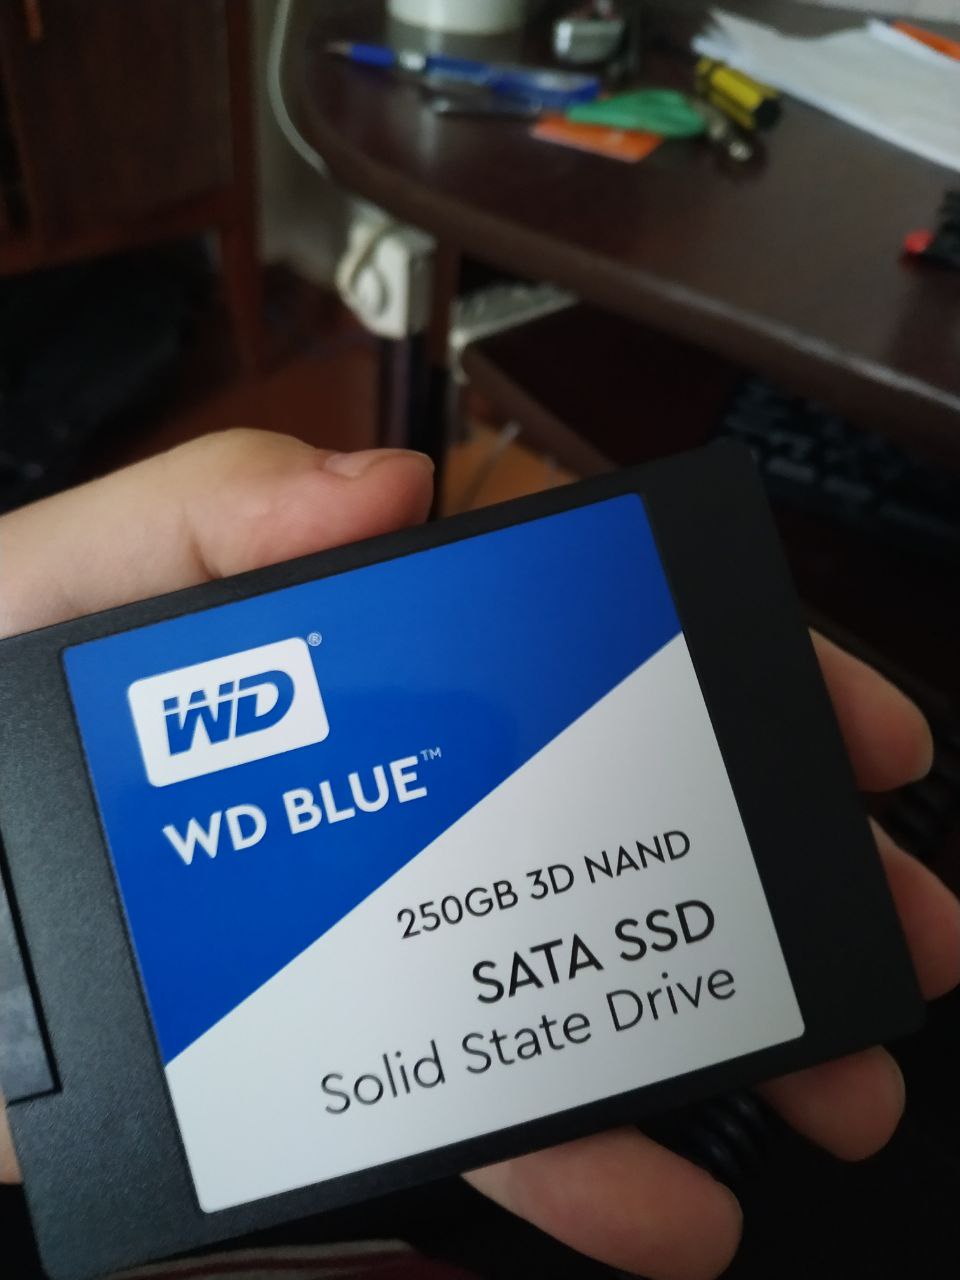 WD®
WD BLUE™
250GB 3D NAND
SATA SSD
Solid State Drive